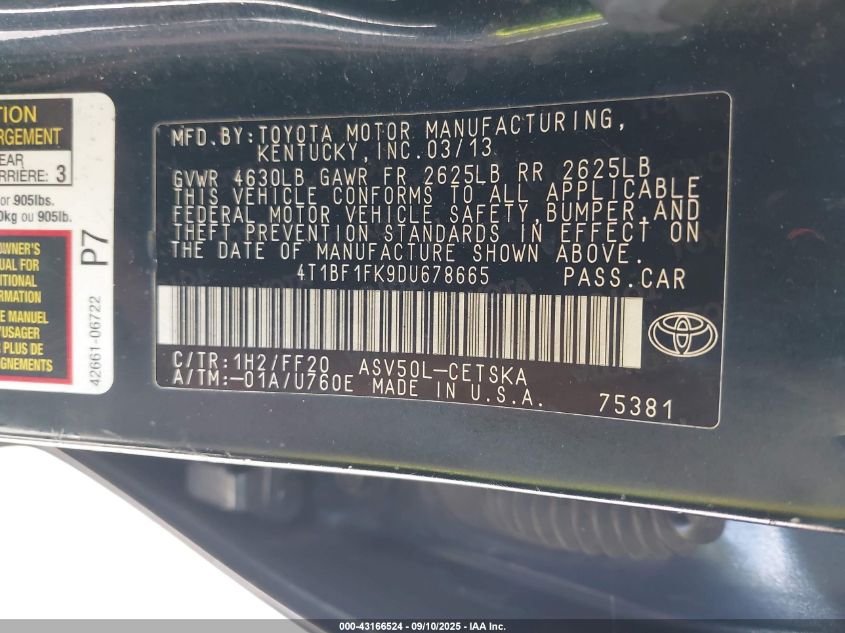 TION
RGEMENT
EAR
RRIÈRE: 3
or 905lbs.
0kg ou 905lb.
OWNER'S
UAL FOR
ITIONAL
RMATION
E MANUEL
'USAGER
PLUS DE
GNEMENTS
P7
42661-06722
MFD.BY:TOYOTA MOTOR MANUFACTURING,
KENTUCKY,INC.03/13
GVWR 4630LB GAWR FR 2625LB RR 2625LB
THIS VEHICLE CONFORMS TO ALL APPLICABLE
FEDERAL MOTOR VEHICLE SAFETY,BUMPER,AND
THEFT PREVENTION STANDARDS IN EFFECT ON
THE DATE OF MANUFACTURE SHOWN ABOVE.
4T1BF1FK9DU678665 PASS.CAR
C/TR:1H2/FF20 ASV50L-CETSKA
A/TM:-01A/U760E MADE IN U.S.A. 75381
000-43166524 - 09/10/2025 - IAA Inc.